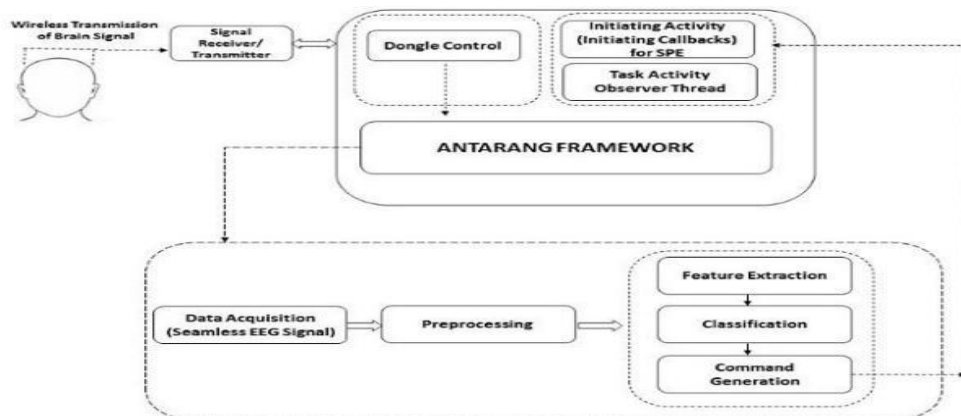 Wireless Transmission
of Brain Signal
Signal
Receiver/
Transmitter
Dongle Control
Initiating Activity
(Initiating Callbacks)
for SPE
Task Activity
Observer Thread
ANTARANG FRAMEWORK
Data Acquisition
(Seamless EEG Signal)
Preprocessing
Feature Extraction
Classification
Command
Generation